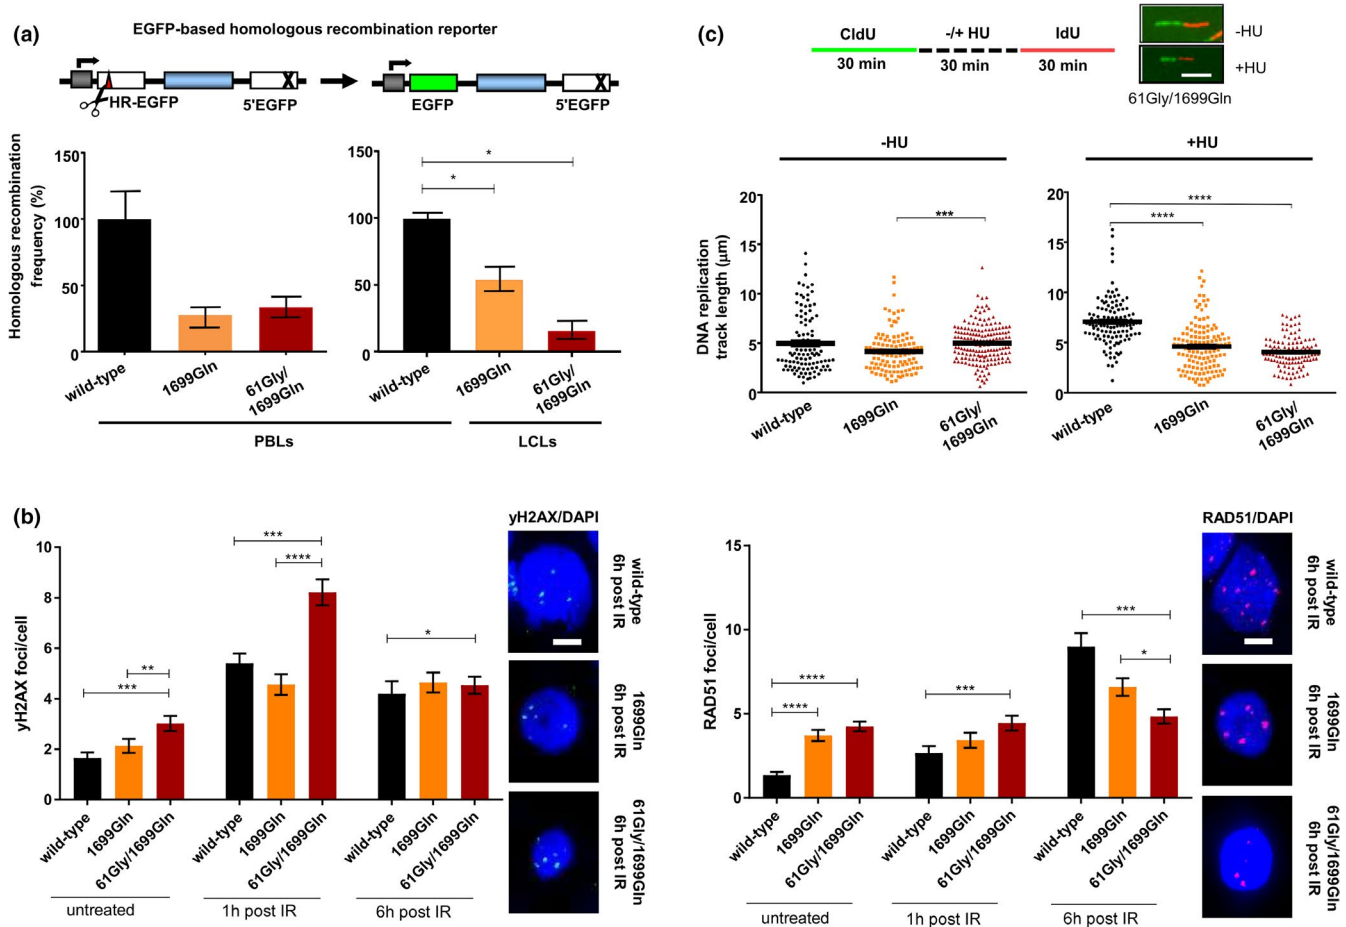 (a)
EGFP-based homologous recombination reporter
HR-EGFP
5'EGFP
EGFP
5'EGFP
Homologous recombination
frequency (%)
150
100
50
0
wild-type
1699Gln
61Gly/
1699Gln
150
100
50
0
*
*
wild-type
1699Gln
61Gly/
1699Gln
PBLs
LCLs
(c)
CldU
-/+ HU
IdU
30 min
30 min
30 min
-HU
+HU
61Gly/1699Gln
-HU
+HU
DNA replication
track length (µm)
20
15
10
5
0
***
wild-type
1699Gln
61Gly/
1699Gln
20
15
10
5
0
****
****
wild-type
1699Gln
61Gly/
1699Gln
(b)
yH2AX foci/cell
10
8
6
4
2
0
***
**
***
****
*
wild-type
1699Gln
61Gly/1699Gln
wild-type
1699Gln
61Gly/1699Gln
wild-type
1699Gln
61Gly/1699Gln
untreated
1h post IR
6h post IR
yH2AX/DAPI
wild-type
6h post IR
1699Gln
6h post IR
61Gly/1699Gln
6h post IR
RAD51 foci/cell
15
10
5
0
****
****
***
***
*
wild-type
1699Gln
61Gly/1699Gln
wild-type
1699Gln
61Gly/1699Gln
wild-type
1699Gln
61Gly/1699Gln
untreated
1h post IR
6h post IR
RAD51/DAPI
wild-type
6h post IR
1699Gln
6h post IR
61Gly/1699Gln
6h post IR